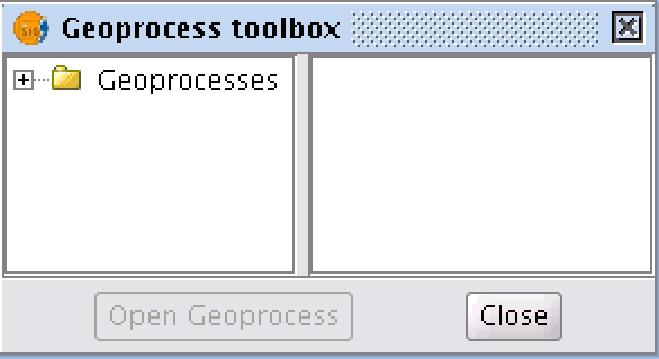 Geoprocess toolbox
Geoprocesses
Open Geoprocess
Close